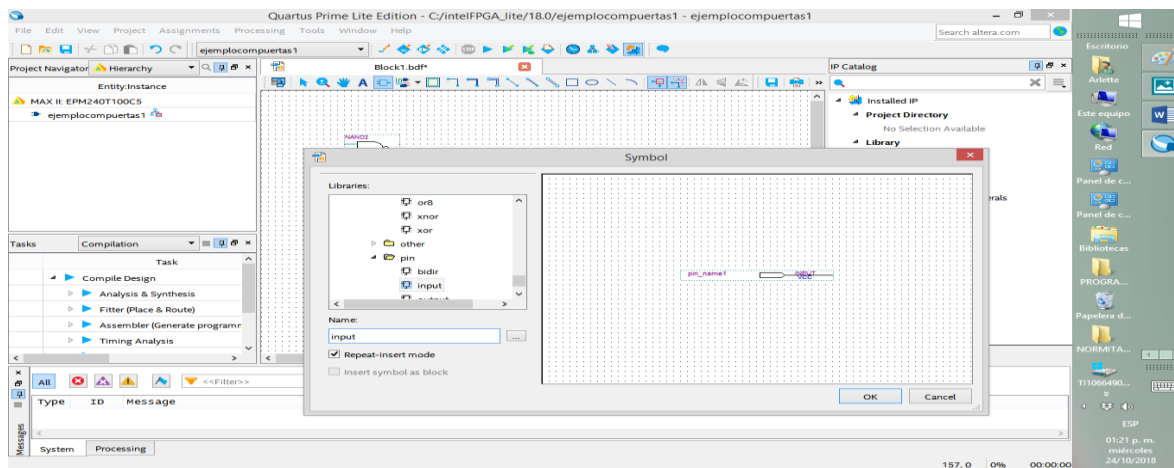 Quartus Prime Lite Edition - C:/intelFPGA_lite/18.0/ejemplocompuertas1 - ejemplocompuertas1
File Edit View Project Assignments Processing Tools Window Help
Search altera.com
ejemplocompuertas1
Project Navigator Hierarchy
Entity:Instance
MAX II: EPM240T100C5
ejemplocompuertas1
Block1.bdf*
IP Catalog
Installed IP
Project Directory
No Selection Available
Library
erals
NAND2
Symbol
Libraries:
or8
xnor
xor
other
pin
bidir
input
output
Name:
input
Repeat-insert mode
Insert symbol as block
pin_name1
INPUT
VCC
OK
Cancel
Tasks
Compilation
Task
Compile Design
Analysis & Synthesis
Fitter (Place & Route)
Assembler (Generate programm
Timing Analysis
All
<<Filter>>
Type ID Message
Messages
System Processing
157, 0 0% 00:00:00
Escritorio
Arlette
Este equipo
Red
Panel de c...
Panel de c...
Bibliotecas
PROGRA...
Papelera d...
NORMITA...
TI1066490...
ESP
01:21 p. m.
miércoles
24/10/2018